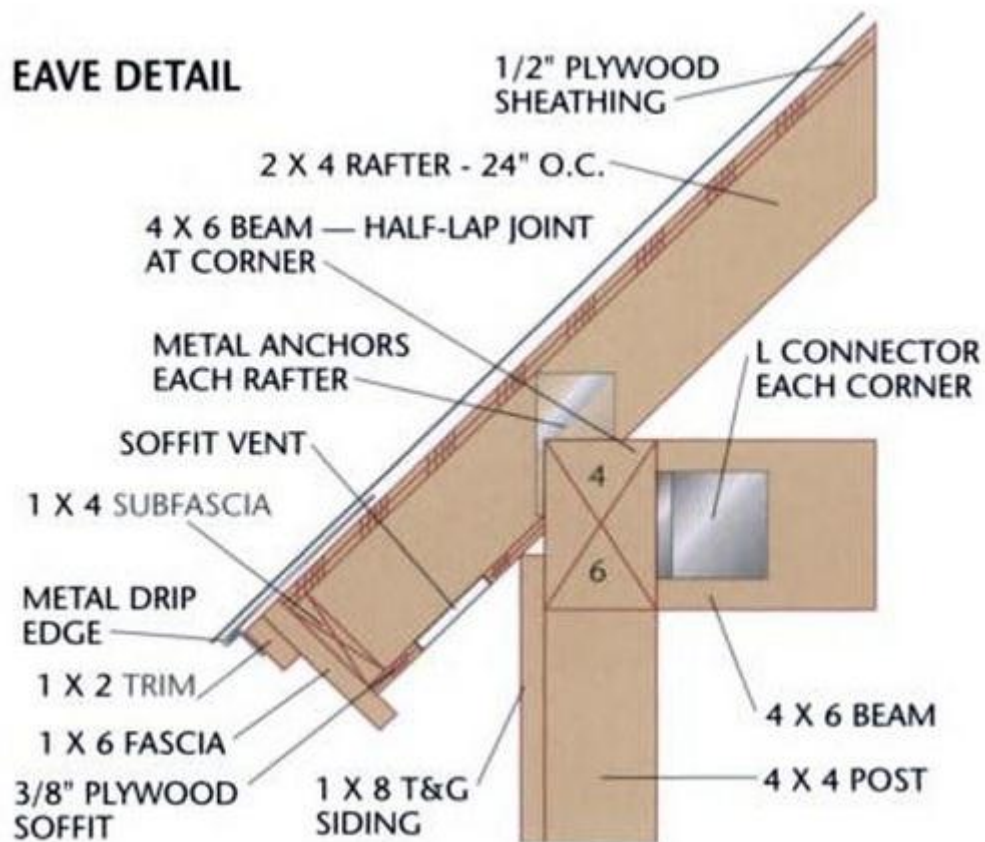 EAVE DETAIL
1/2" PLYWOOD
SHEATHING
2 X 4 RAFTER - 24" O.C.
4 X 6 BEAM — HALF-LAP JOINT
AT CORNER
METAL ANCHORS
EACH RAFTER
L CONNECTOR
EACH CORNER
SOFFIT VENT
4
1 X 4 SUBFASCIA
6
METAL DRIP
EDGE
1 X 2 TRIM
4 X 6 BEAM
1 X 6 FASCIA
4 X 4 POST
3/8" PLYWOOD
SOFFIT
1 X 8 T&G
SIDING